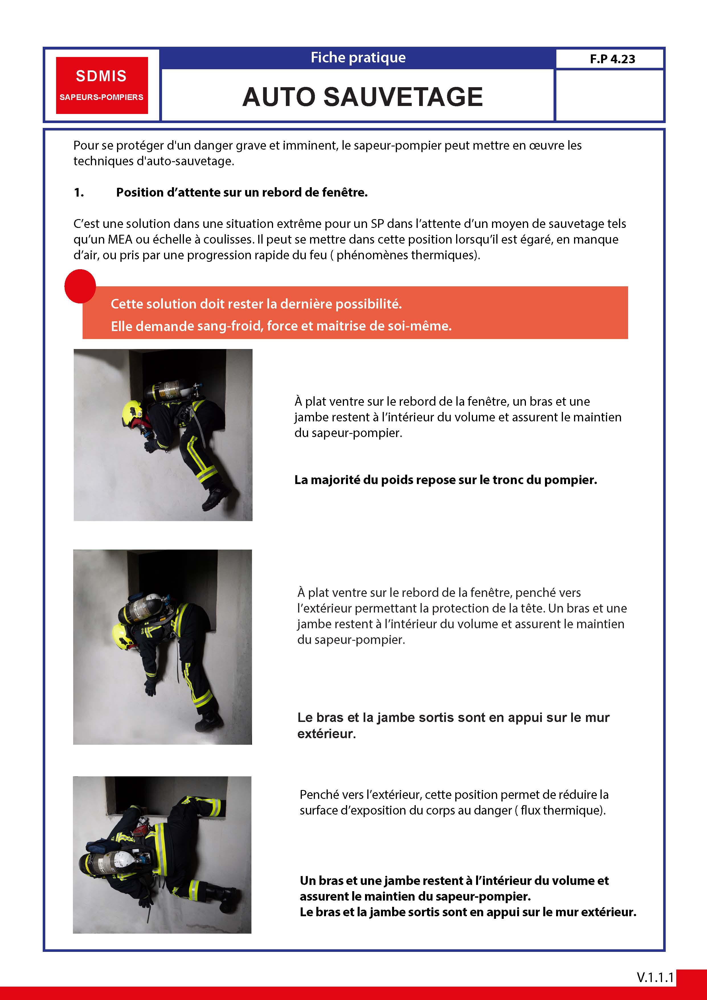 SDMIS
SAPEURS-POMPIERS
Fiche pratique
F.P 4.23
AUTO SAUVETAGE
Pour se protéger d'un danger grave et imminent, le sapeur-pompier peut mettre en œuvre les
techniques d'auto-sauvetage.
1. Position d’attente sur un rebord de fenêtre.
C’est une solution dans une situation extrême pour un SP dans l’attente d’un moyen de sauvetage tels
qu’un MEA ou échelle à coulisses. Il peut se mettre dans cette position lorsqu’il est égaré, en manque
d’air, ou pris par une progression rapide du feu ( phénomènes thermiques).
Cette solution doit rester la dernière possibilité.
Elle demande sang-froid, force et maitrise de soi-même.
À plat ventre sur le rebord de la fenêtre, un bras et une
jambe restent à l’intérieur du volume et assurent le maintien
du sapeur-pompier.
La majorité du poids repose sur le tronc du pompier.
À plat ventre sur le rebord de la fenêtre, penché vers
l’extérieur permettant la protection de la tête. Un bras et une
jambe restent à l’intérieur du volume et assurent le maintien
du sapeur-pompier.
Le bras et la jambe sortis sont en appui sur le mur
extérieur.
Penché vers l’extérieur, cette position permet de réduire la
surface d’exposition du corps au danger ( flux thermique).
Un bras et une jambe restent à l’intérieur du volume et
assurent le maintien du sapeur-pompier.
Le bras et la jambe sortis sont en appui sur le mur extérieur.
V.1.1.1